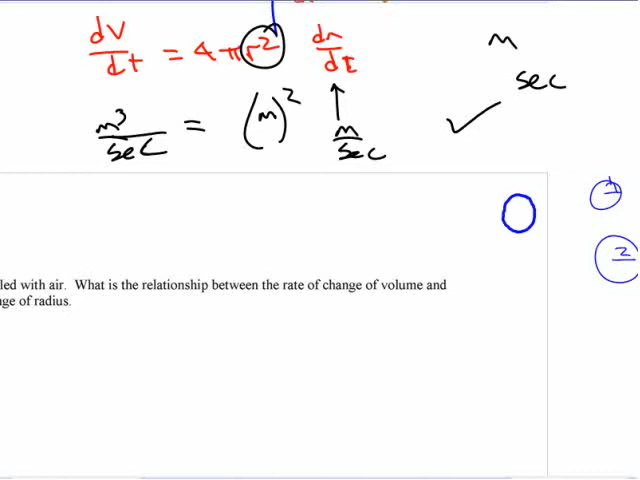 dV/dt = 4πr² dr/dt
m
sec
m³/sec = (m)² m/sec ✓
1
2
led with air. What is the relationship between the rate of change of volume and
nge of radius.